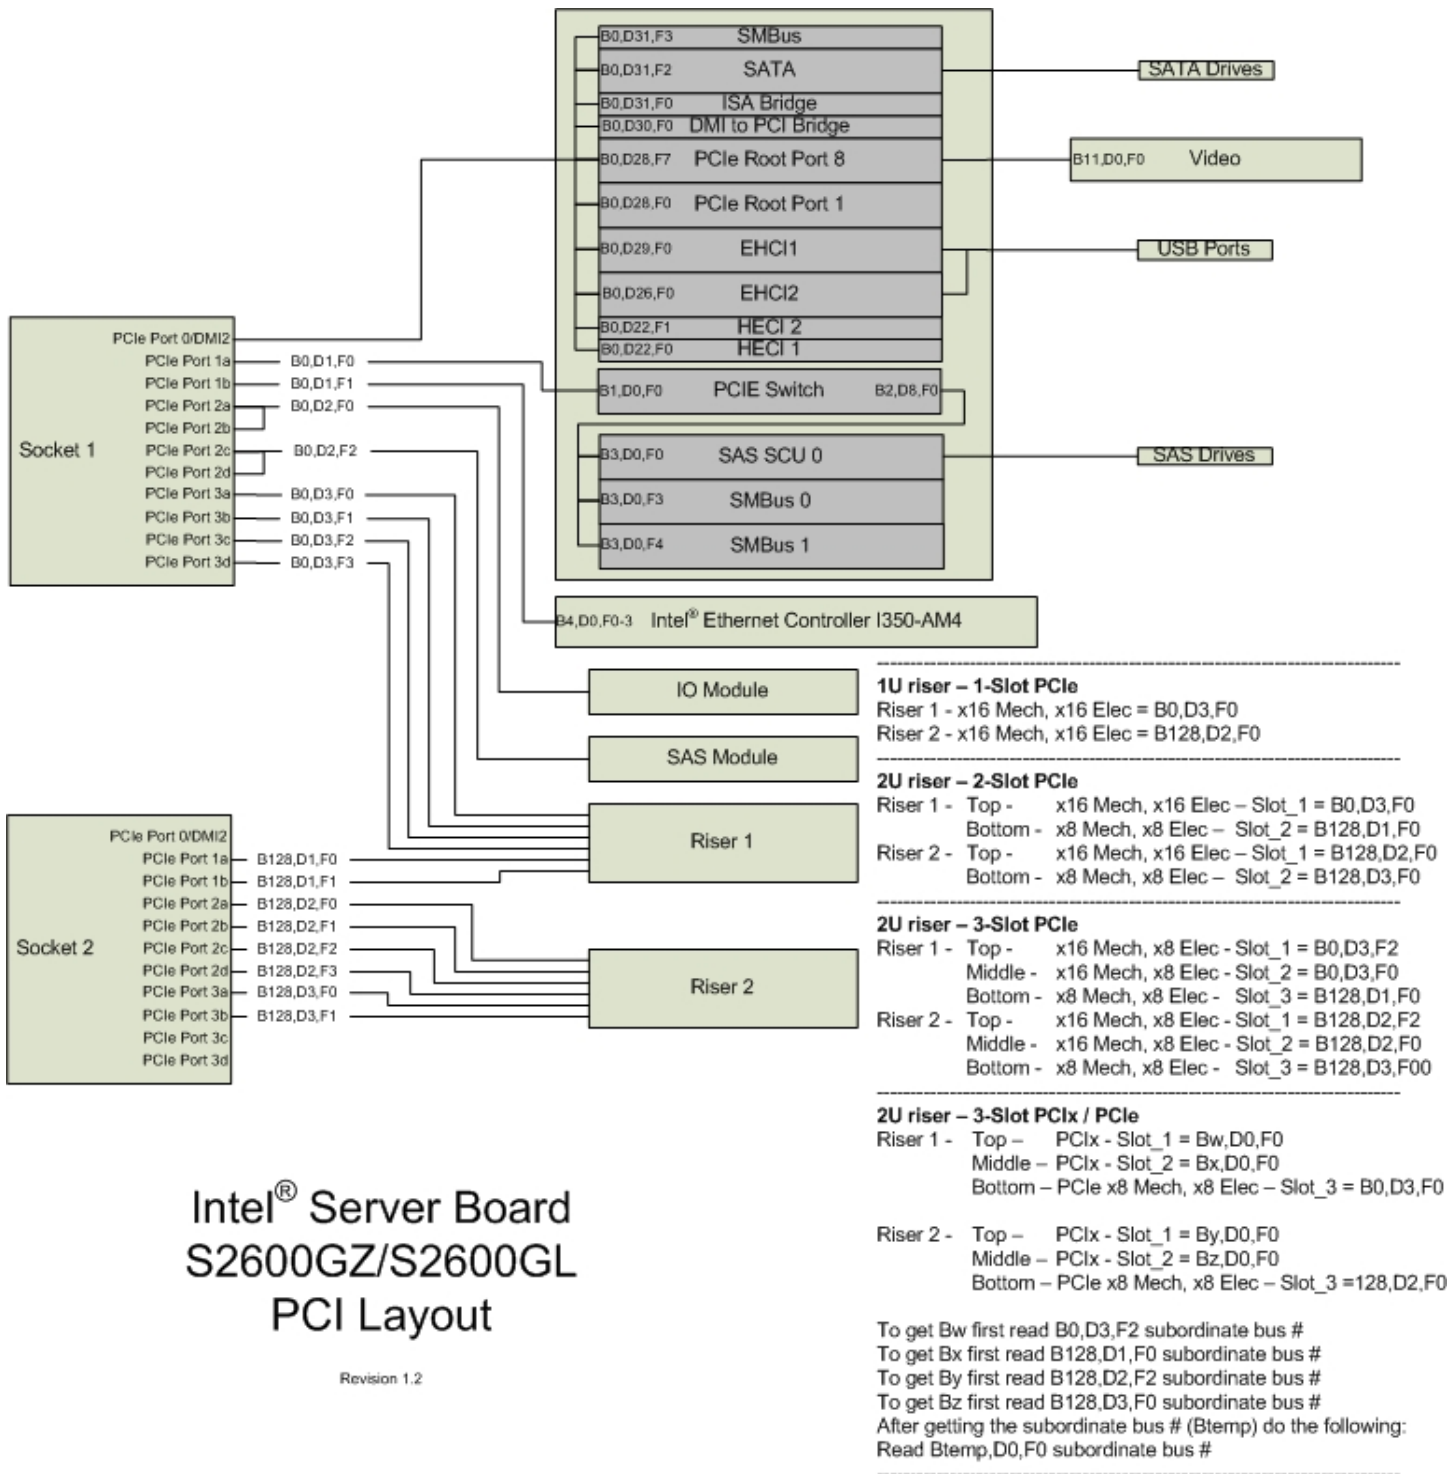 B0,D31,F3 SMBus
B0,D31,F2 SATA
SATA Drives
B0,D31,F0 ISA Bridge
B0,D30,F0 DMI to PCI Bridge
B0,D28,F7 PCIe Root Port 8
B11,D0,F0 Video
B0,D28,F0 PCIe Root Port 1
B0,D29,F0 EHCI1
USB Ports
B0,D26,F0 EHCI2
B0,D22,F1 HECI 2
B0,D22,F0 HECI 1
B1,D0,F0 PCIE Switch B2,D8,F0
B3,D0,F0 SAS SCU 0
SAS Drives
B3,D0,F3 SMBus 0
B3,D0,F4 SMBus 1
B4,D0,F0-3 Intel® Ethernet Controller I350-AM4
Socket 1
PCIe Port 0/DMI2
PCIe Port 1a B0,D1,F0
PCIe Port 1b B0,D1,F1
PCIe Port 2a B0,D2,F0
PCIe Port 2b
PCIe Port 2c B0,D2,F2
PCIe Port 2d
PCIe Port 3a B0,D3,F0
PCIe Port 3b B0,D3,F1
PCIe Port 3c B0,D3,F2
PCIe Port 3d B0,D3,F3
IO Module
SAS Module
Riser 1
Riser 2
Socket 2
PCIe Port 0/DMI2
PCIe Port 1a B128,D1,F0
PCIe Port 1b B128,D1,F1
PCIe Port 2a B128,D2,F0
PCIe Port 2b B128,D2,F1
PCIe Port 2c B128,D2,F2
PCIe Port 2d B128,D2,F3
PCIe Port 3a B128,D3,F0
PCIe Port 3b B128,D3,F1
PCIe Port 3c
PCIe Port 3d
1U riser – 1-Slot PCIe
Riser 1 - x16 Mech, x16 Elec = B0,D3,F0
Riser 2 - x16 Mech, x16 Elec = B128,D2,F0
2U riser – 2-Slot PCIe
Riser 1 - Top - x16 Mech, x16 Elec – Slot_1 = B0,D3,F0
Bottom - x8 Mech, x8 Elec – Slot_2 = B128,D1,F0
Riser 2 - Top - x16 Mech, x16 Elec – Slot_1 = B128,D2,F0
Bottom - x8 Mech, x8 Elec – Slot_2 = B128,D3,F0
2U riser – 3-Slot PCIe
Riser 1 - Top - x16 Mech, x8 Elec - Slot_1 = B0,D3,F2
Middle - x16 Mech, x8 Elec - Slot_2 = B0,D3,F0
Bottom - x8 Mech, x8 Elec - Slot_3 = B128,D1,F0
Riser 2 - Top - x16 Mech, x8 Elec - Slot_1 = B128,D2,F2
Middle - x16 Mech, x8 Elec - Slot_2 = B128,D2,F0
Bottom - x8 Mech, x8 Elec - Slot_3 = B128,D3,F00
2U riser – 3-Slot PCIx / PCIe
Riser 1 - Top – PCIx - Slot_1 = Bw,D0,F0
Middle – PCIx - Slot_2 = Bx,D0,F0
Bottom – PCIe x8 Mech, x8 Elec – Slot_3 = B0,D3,F0
Riser 2 - Top – PCIx - Slot_1 = By,D0,F0
Middle – PCIx - Slot_2 = Bz,D0,F0
Bottom – PCIe x8 Mech, x8 Elec – Slot_3 =128,D2,F0
To get Bw first read B0,D3,F2 subordinate bus #
To get Bx first read B128,D1,F0 subordinate bus #
To get By first read B128,D2,F2 subordinate bus #
To get Bz first read B128,D3,F0 subordinate bus #
After getting the subordinate bus # (Btemp) do the following:
Read Btemp,D0,F0 subordinate bus #
Intel® Server Board
S2600GZ/S2600GL
PCI Layout
Revision 1.2